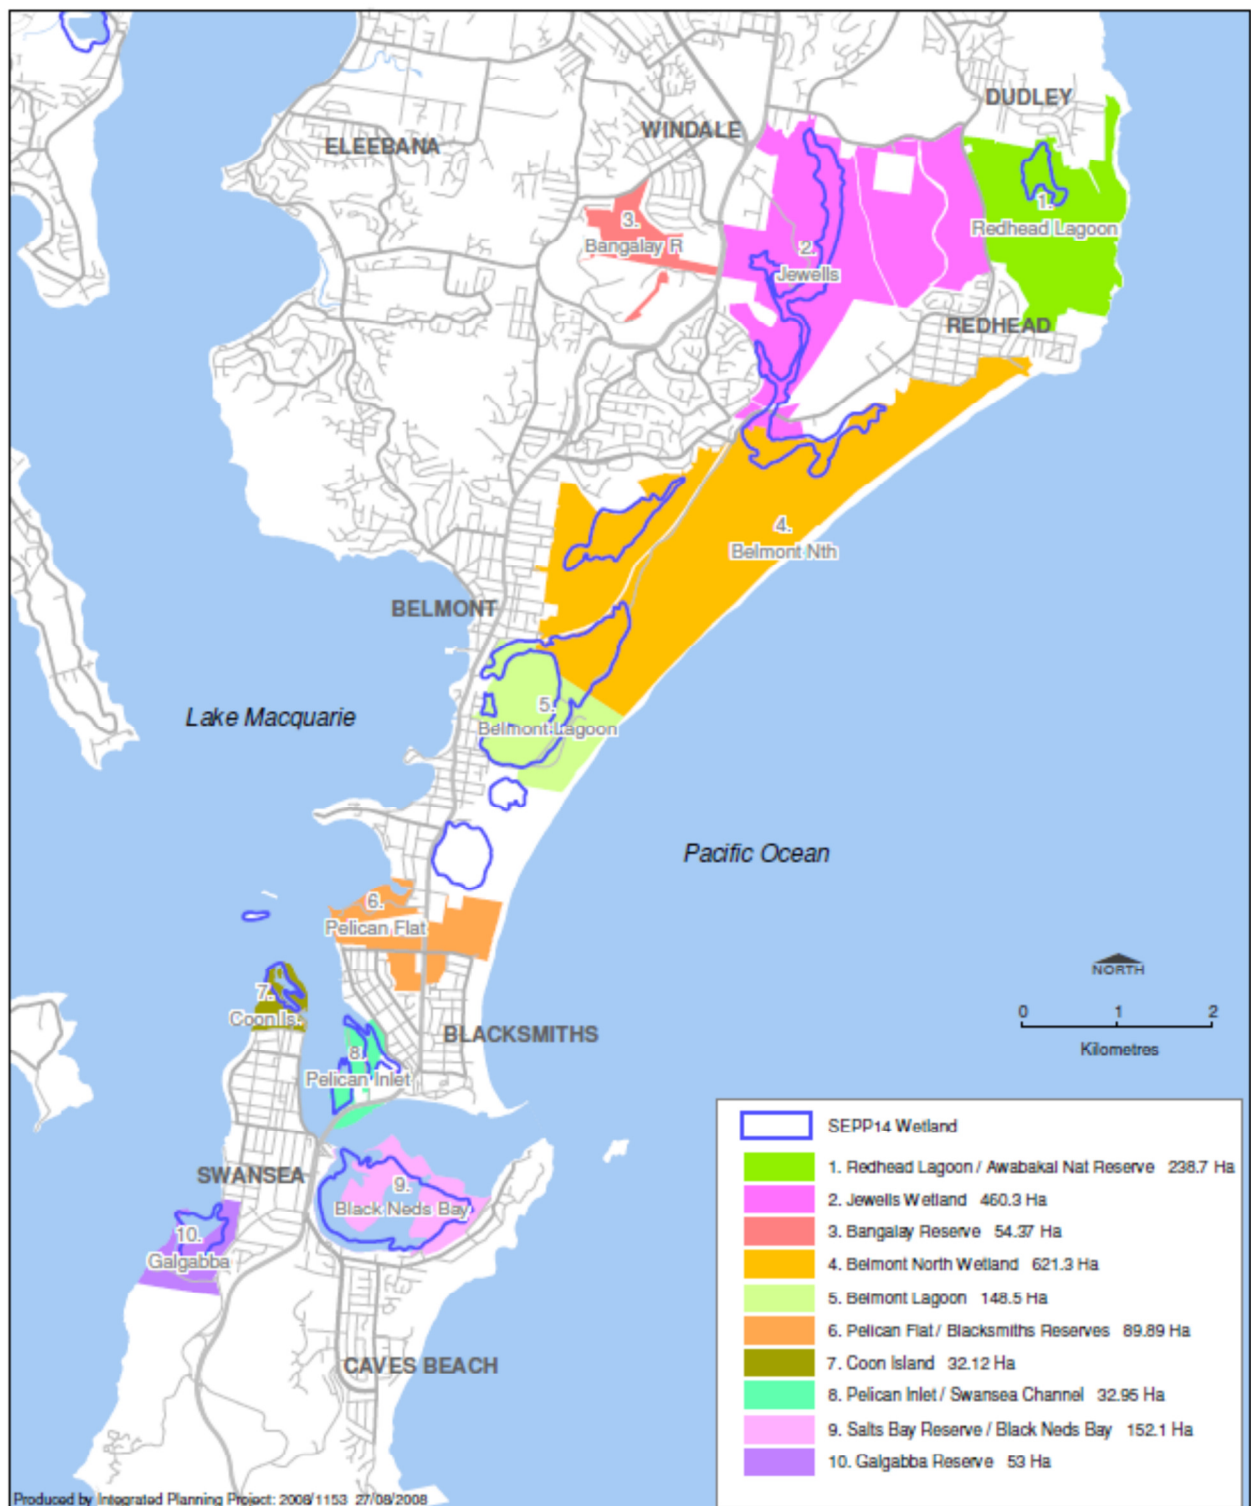 DUDLEY
WINDALE
ELEEBANA
1.
Redhead Lagoon
3.
Bangalay R
2.
Jewells
REDHEAD
4.
Belmont Nth
BELMONT
5.
Belmont Lagoon
Lake Macquarie
Pacific Ocean
6.
Pelican Flat
NORTH
0 1 2
Kilometres
7.
Coon Is.
BLACKSMITHS
8.
Pelican Inlet
SWANSEA
9.
Black Neds Bay
10.
Galgabba
CAVES BEACH
SEPP14 Wetland
1. Redhead Lagoon / Awabakal Nat Reserve 238.7 Ha
2. Jewells Wetland 460.3 Ha
3. Bangalay Reserve 54.37 Ha
4. Belmont North Wetland 621.3 Ha
5. Belmont Lagoon 148.5 Ha
6. Pelican Flat / Blacksmiths Reserves 89.89 Ha
7. Coon Island 32.12 Ha
8. Pelican Inlet / Swansea Channel 32.95 Ha
9. Salts Bay Reserve / Black Neds Bay 152.1 Ha
10. Galgabba Reserve 53 Ha
Produced by Integrated Planning Project: 2008/1153 27/08/2008